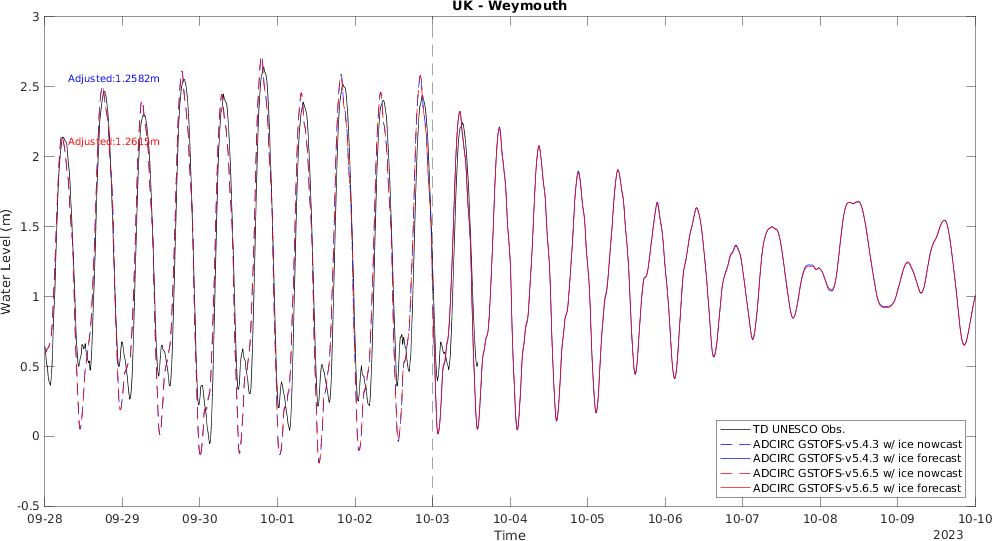 UK - Weymouth
3
2.5
2
1.5
1
0.5
0
-0.5
Water Level (m)
Adjusted:1.2582m
Adjusted:1.2615m
TD UNESCO Obs.
ADCIRC GSTOFS-v5.4.3 w/ ice nowcast
ADCIRC GSTOFS-v5.4.3 w/ ice forecast
ADCIRC GSTOFS-v5.6.5 w/ ice nowcast
ADCIRC GSTOFS-v5.6.5 w/ ice forecast
09-28 09-29 09-30 10-01 10-02 10-03 10-04 10-05 10-06 10-07 10-08 10-09 10-10
Time
2023